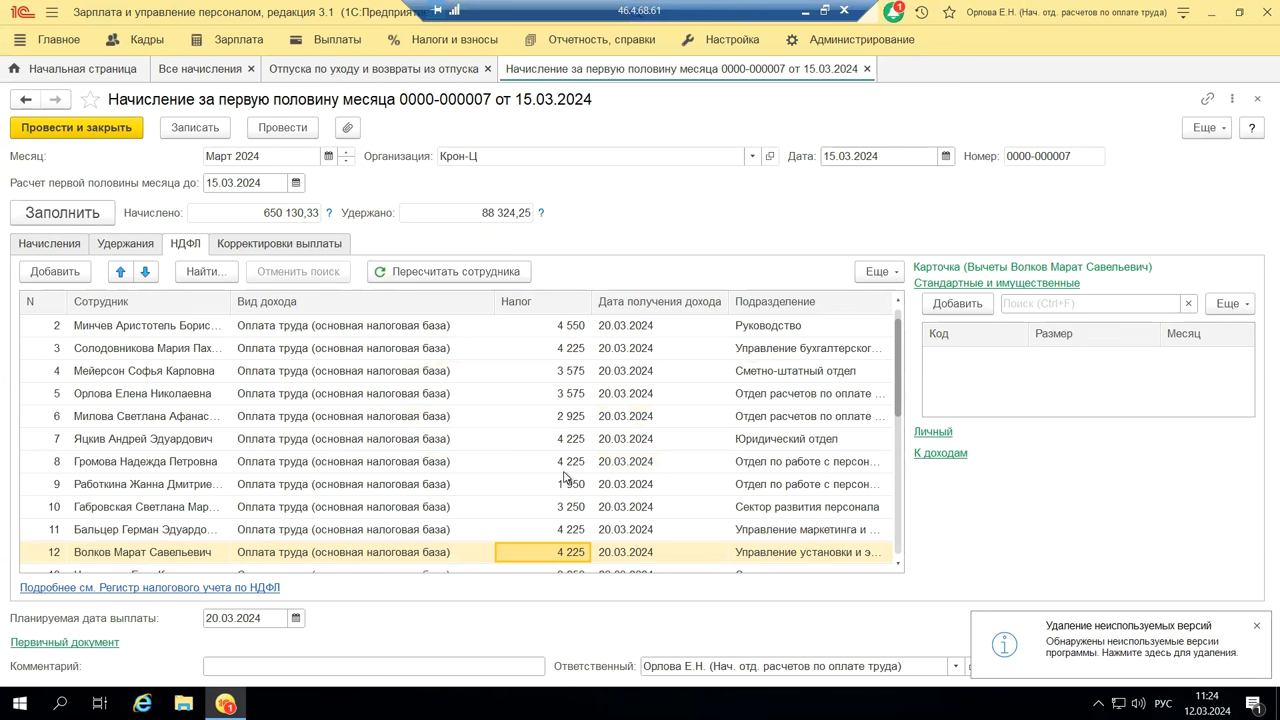 Зарплата и управление персоналом, редакция 3.1 (1С:Предприятие
46.4.68.61
1
Орлова Е.Н. (Нач. отд. расчетов по оплате труда)
Главное Кадры Зарплата Выплаты Налоги и взносы Отчетность, справки Настройка Администрирование
Начальная страница Все начисления Отпуска по уходу и возвраты из отпуска Начисление за первую половину месяца 0000-000007 от 15.03.2024
Начисление за первую половину месяца 0000-000007 от 15.03.2024
Провести и закрыть Записать Провести Еще ?
Месяц: Март 2024 Организация: Крон-Ц Дата: 15.03.2024 Номер: 0000-000007
Расчет первой половины месяца до: 15.03.2024
Заполнить Начислено: 650 130,33 ? Удержано: 88 324,25 ?
Начисления Удержания НДФЛ Корректировки выплаты
Добавить Найти... Отменить поиск Пересчитать сотрудника Еще
N Сотрудник Вид дохода Налог Дата получения дохода Подразделение
2 Минчев Аристотель Борис... Оплата труда (основная налоговая база) 4 550 20.03.2024 Руководство
3 Солодовникова Мария Пах... Оплата труда (основная налоговая база) 4 225 20.03.2024 Управление бухгалтерског...
4 Мейерсон Софья Карловна Оплата труда (основная налоговая база) 3 575 20.03.2024 Сметно-штатный отдел
5 Орлова Елена Николаевна Оплата труда (основная налоговая база) 3 575 20.03.2024 Отдел расчетов по оплате ...
6 Милова Светлана Афанас... Оплата труда (основная налоговая база) 2 925 20.03.2024 Отдел расчетов по оплате ...
7 Яцкив Андрей Эдуардович Оплата труда (основная налоговая база) 4 225 20.03.2024 Юридический отдел
8 Громова Надежда Петровна Оплата труда (основная налоговая база) 4 225 20.03.2024 Отдел по работе с персон...
9 Работкина Жанна Дмитрие... Оплата труда (основная налоговая база) 1 950 20.03.2024 Отдел по работе с персон...
10 Габровская Светлана Мар... Оплата труда (основная налоговая база) 3 250 20.03.2024 Сектор развития персонала
11 Бальцер Герман Эдуардо... Оплата труда (основная налоговая база) 4 225 20.03.2024 Управление маркетинга и ...
12 Волков Марат Савельевич Оплата труда (основная налоговая база) 4 225 20.03.2024 Управление установки и э...
Карточка (Вычеты Волков Марат Савельевич)
Стандартные и имущественные
Добавить Поиск (Ctrl+F) Еще
Код Размер Месяц
Личный
К доходам
Подробнее см. Регистр налогового учета по НДФЛ
Планируемая дата выплаты: 20.03.2024
Первичный документ
Комментарий: Ответственный: Орлова Е.Н. (Нач. отд. расчетов по оплате труда)
Удаление неиспользуемых версий
Обнаружены неиспользуемые версии
программы. Нажмите здесь для удаления.
РУС
11:24
12.03.2024
1